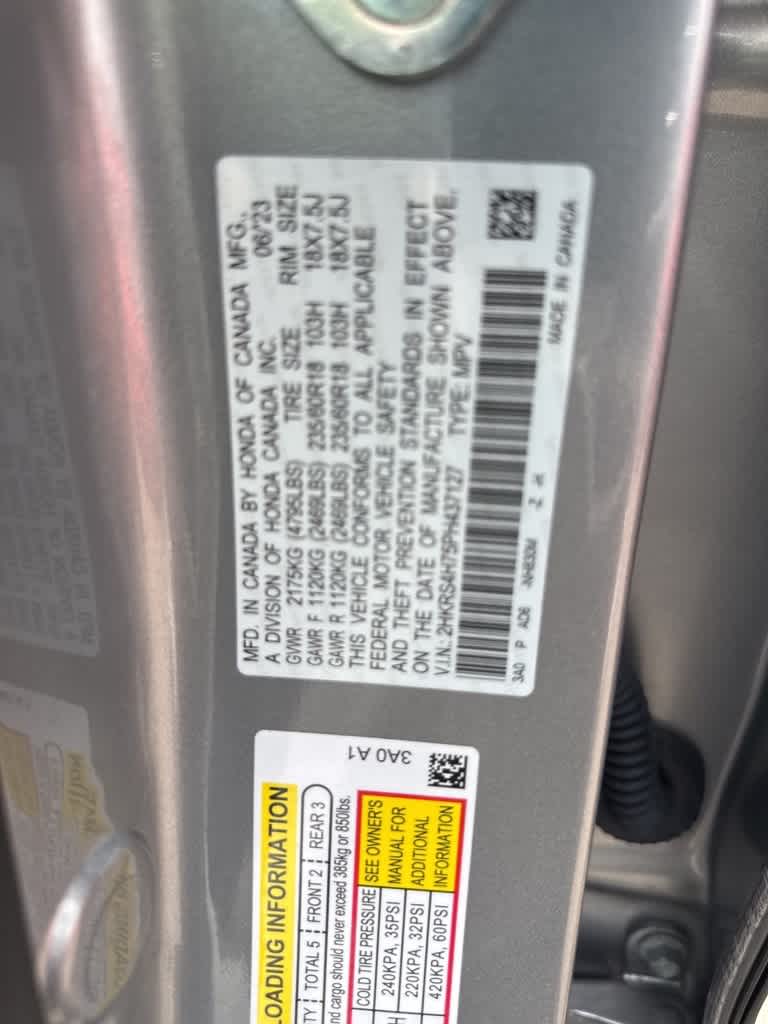 MFD. IN CANADA BY HONDA OF CANADA MFG.,
A DIVISION OF HONDA CANADA INC. 06/'23
GVWR 2175KG (4795LBS) TIRE SIZE RIM SIZE
GAWR F 1120KG (2469LBS) 235/60R18 103H 18X7.5J
GAWR R 1120KG (2469LBS) 235/60R18 103H 18X7.5J
THIS VEHICLE CONFORMS TO ALL APPLICABLE
FEDERAL MOTOR VEHICLE SAFETY
AND THEFT PREVENTION STANDARDS IN EFFECT
ON THE DATE OF MANUFACTURE SHOWN ABOVE.
V.I.N.: 2HKRS4H75PH437127 TYPE: MPV
3A0 P AD6
MADE IN CANADA
3A0 A1
LOADING INFORMATION
TY TOTAL 5 FRONT 2 REAR 3
nd cargo should never exceed 385kg or 850lbs.
COLD TIRE PRESSURE SEE OWNER'S
240KPA, 35PSI MANUAL FOR
220KPA, 32PSI ADDITIONAL
420KPA, 60PSI INFORMATION